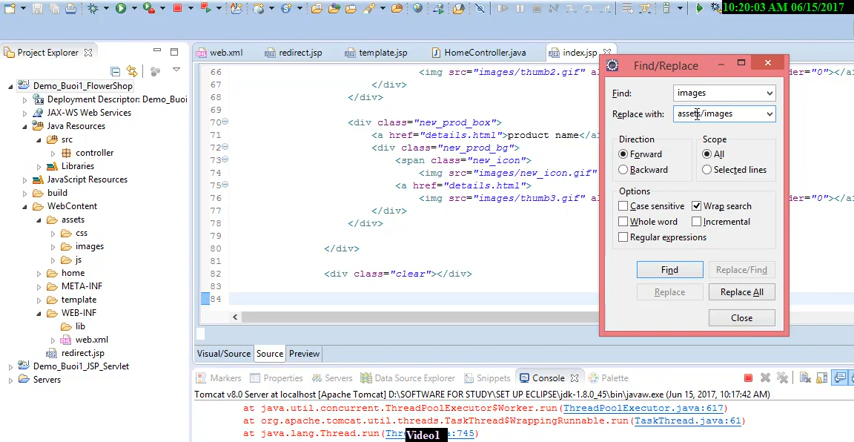 10:20:03 AM 06/15/2017
Project Explorer
web.xml
redirect.jsp
template.jsp
HomeController.java
index.jsp
Demo_Buoi1_FlowerShop
Deployment Descriptor: Demo_Bu
JAX-WS Web Services
Java Resources
src
controller
Libraries
JavaScript Resources
build
WebContent
assets
css
images
js
home
META-INF
template
WEB-INF
lib
web.xml
redirect.jsp
Demo_Buoi1_JSP_Servlet
Servers
66 <img src="images/thumb2.gif" al der="0"></a
67 </div>
68 </div>
69
70 <div class="new_prod_box">
71 <a href="details.html">product name</a
72 <div class="new_prod_bg">
73 <span class="new_icon">
74 <img src="images/new_icon.gif"
75 <a href="details.html">
76 <img src="images/thumb3.gif" al der="0"></a
77 </div>
78 </div>
79
80 </div>
81
82 <div class="clear"></div>
83
84
Find/Replace
Find: images
Replace with: assets/images
Direction
Forward
Backward
Scope
All
Selected lines
Options
Case sensitive
Wrap search
Whole word
Incremental
Regular expressions
Find
Replace/Find
Replace
Replace All
Close
Visual/Source Source Preview
Markers Properties Servers Data Source Explorer Snippets Console Palette
Tomcat v8.0 Server at localhost [Apache Tomcat] D:\SOFTWARE FOR STUDY\SET UP ECLIPSE\jdk-1.8.0_45\bin\javaw.exe (Jun 15, 2017, 10:17:42 AM)
at java.util.concurrent.ThreadPoolExecutor$Worker.run(ThreadPoolExecutor.java:617)
at org.apache.tomcat.util.threads.TaskThread$WrappingRunnable.run(TaskThread.java:61)
at java.lang.Thread.run(Thre :745)
Video1